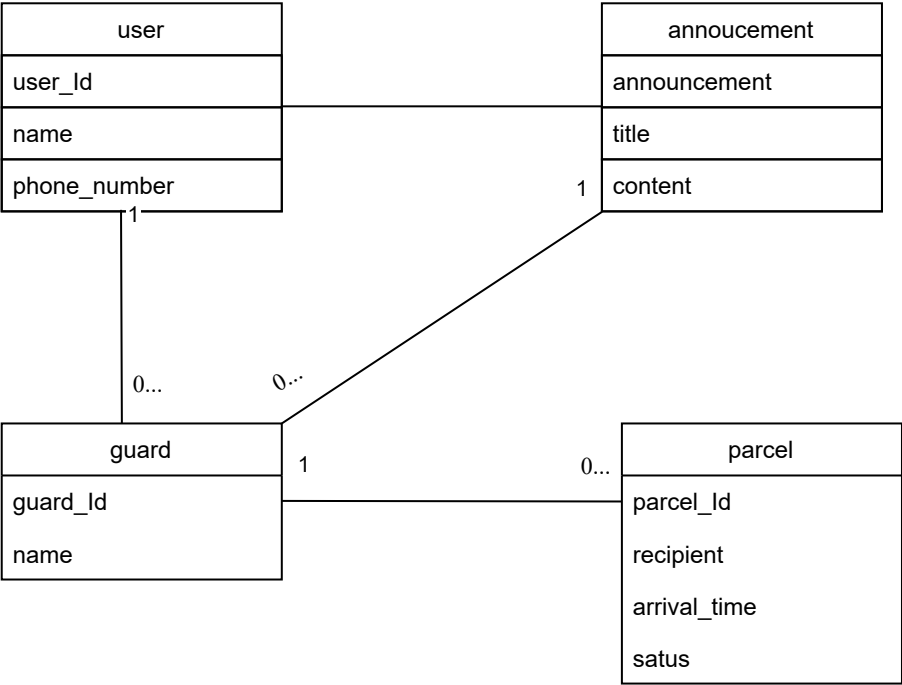 user
user_Id
name
phone_number
1
annoucement
announcement
title
content
1
0...
0...
guard
guard_Id
name
1
0...
parcel
parcel_Id
recipient
arrival_time
satus